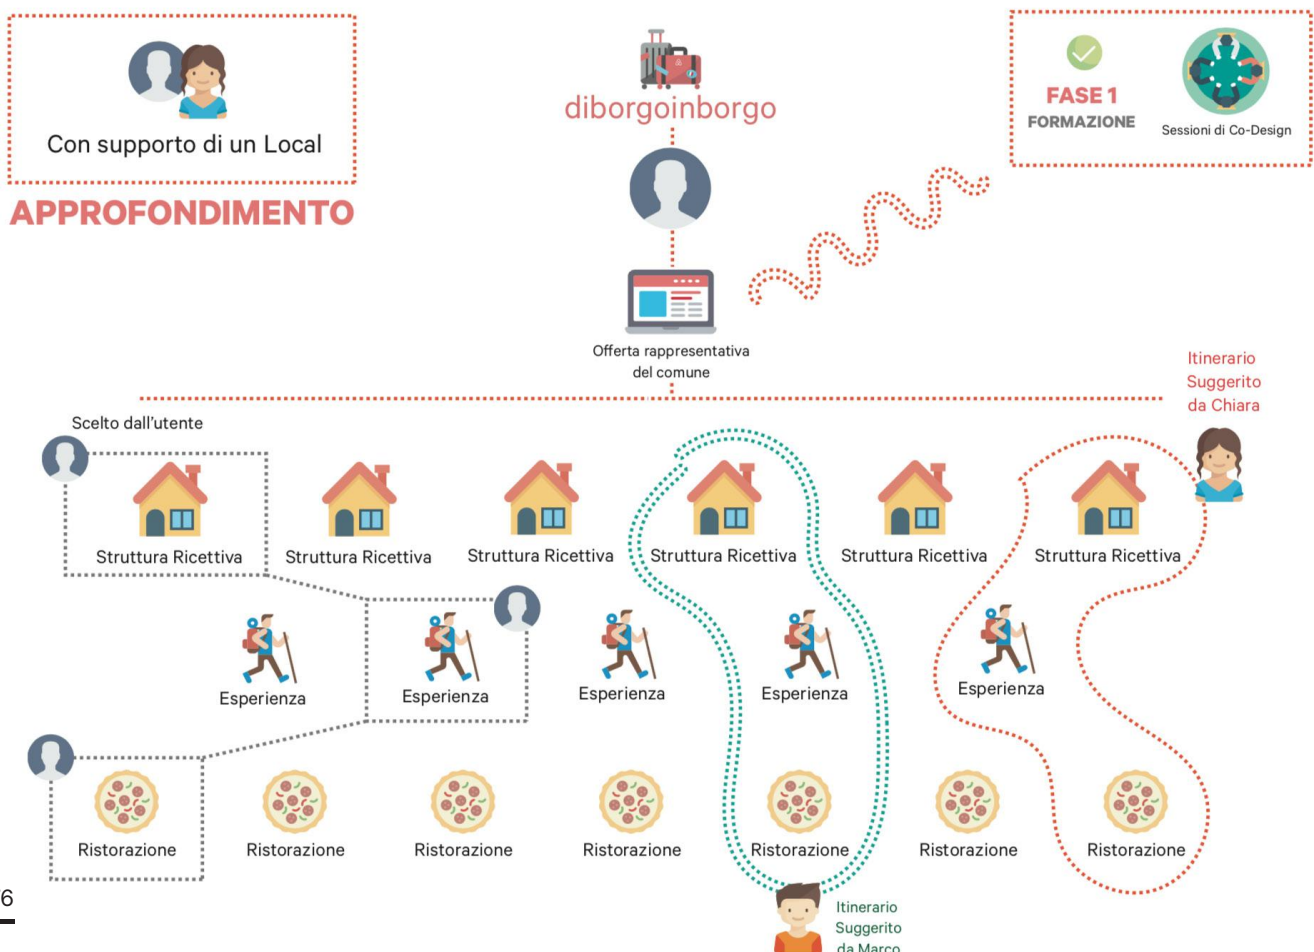 Con supporto di un Local
APPROFONDIMENTO
diborgoinborgo
FASE 1
FORMAZIONE
Sessioni di Co-Design
Offerta rappresentativa
del comune
Itinerario
Suggerito
da Chiara
Scelto dall'utente
Struttura Ricettiva
Struttura Ricettiva
Struttura Ricettiva
Struttura Ricettiva
Struttura Ricettiva
Struttura Ricettiva
Esperienza
Esperienza
Esperienza
Esperienza
Esperienza
Ristorazione
Ristorazione
Ristorazione
Ristorazione
Ristorazione
Ristorazione
Ristorazione
6
Itinerario
Suggerito
da Marco